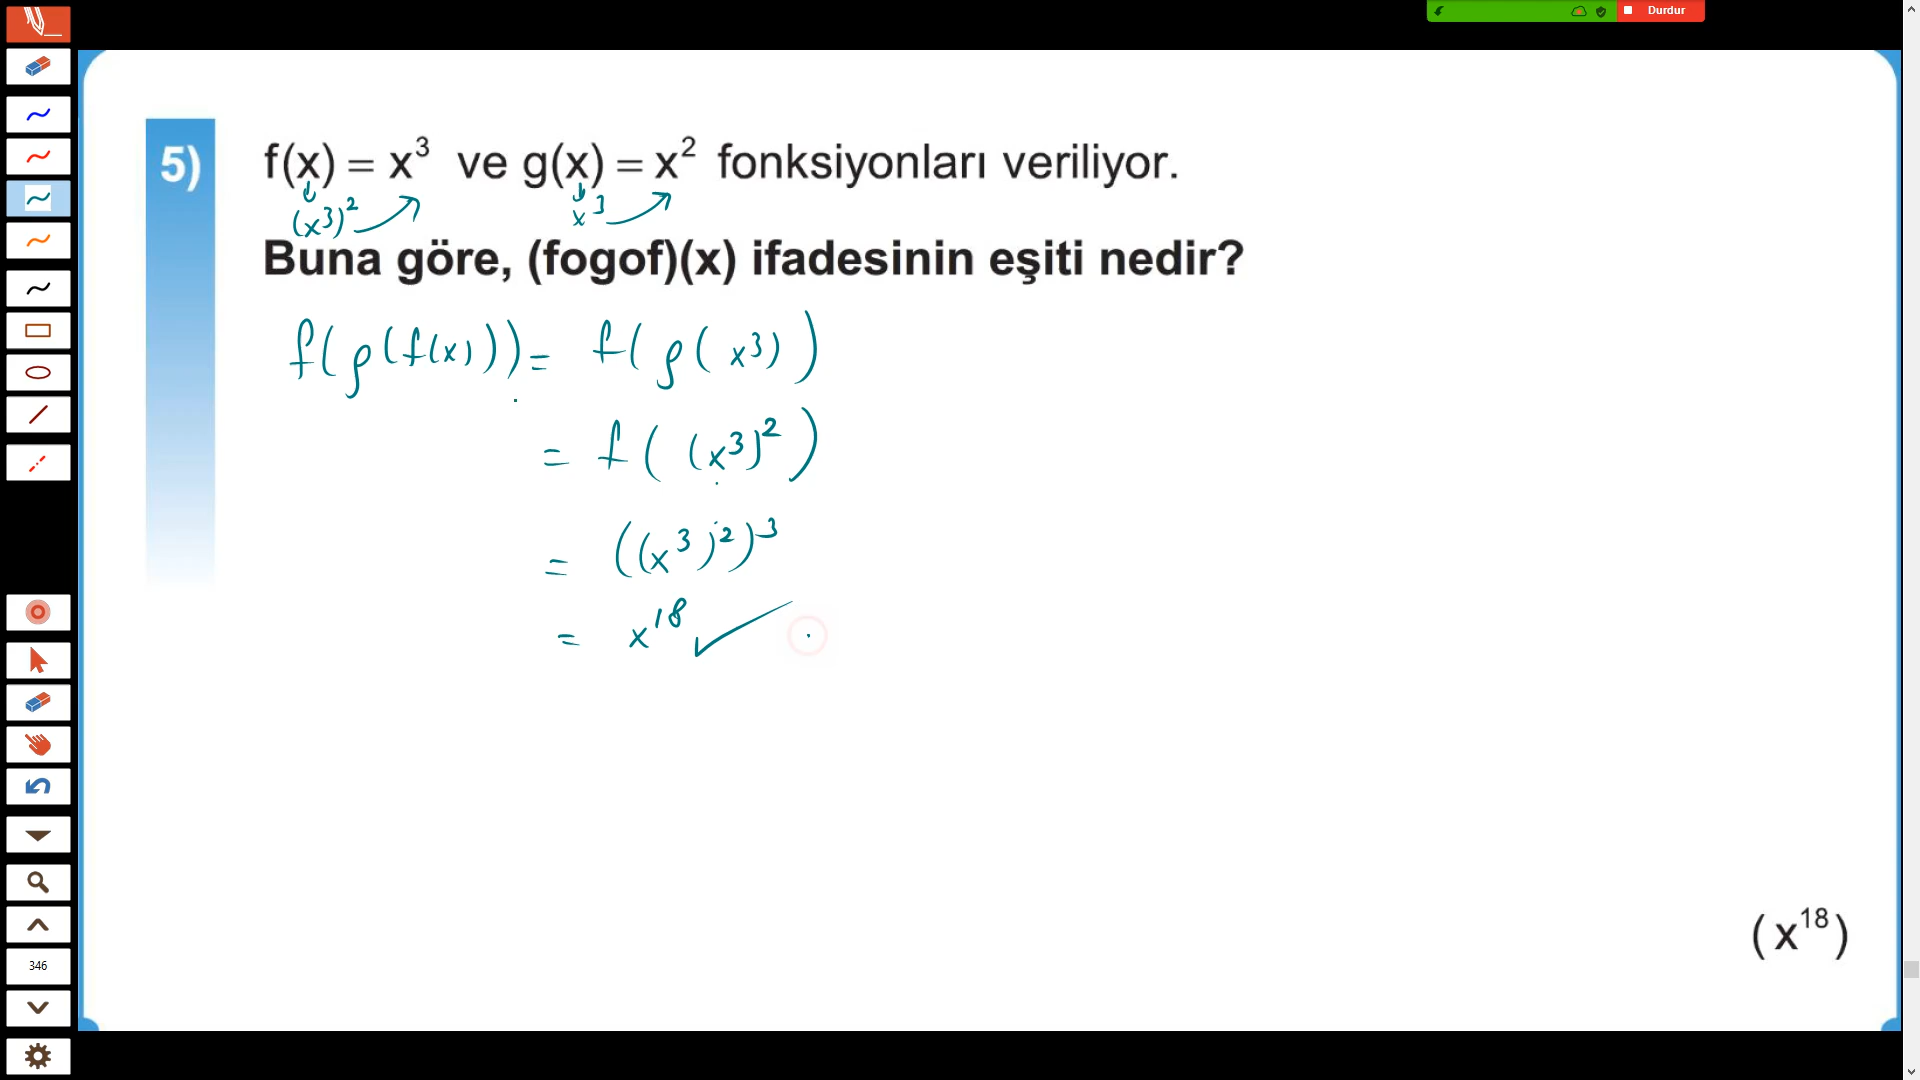 Durdur
5) f(x) = x³ ve g(x) = x² fonksiyonları veriliyor.
(x³)² x³
Buna göre, (fogof)(x) ifadesinin eşiti nedir?
f(g(f(x))) = f(g(x³))
= f((x³)²)
= ((x³)²)³
= x¹⁸
(x¹⁸)
346